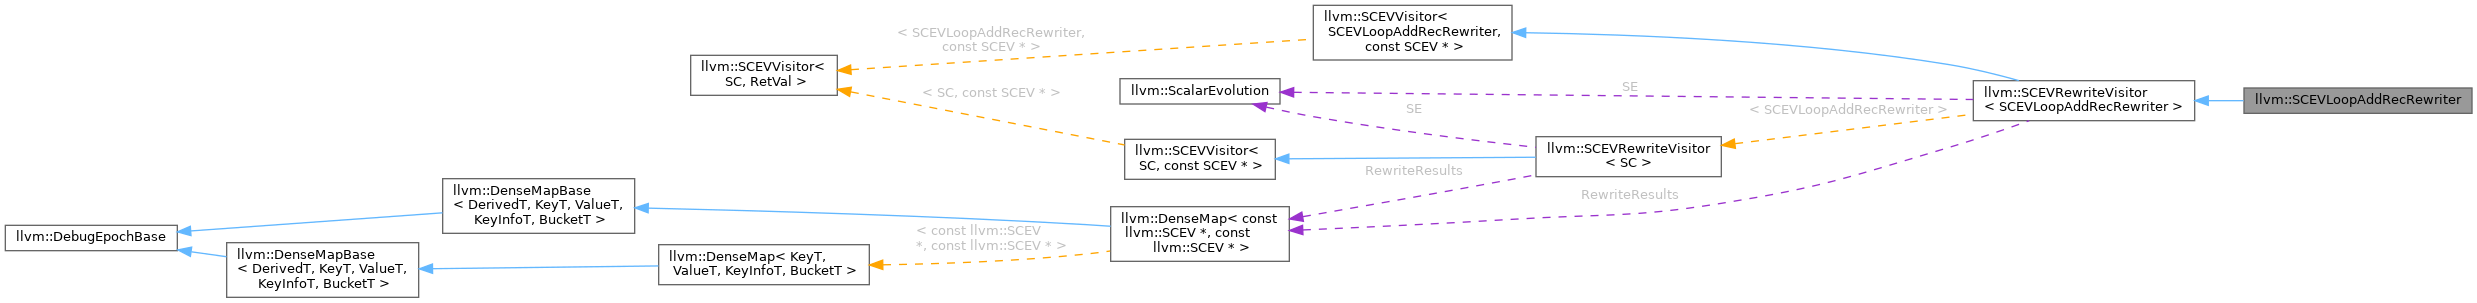 llvm::SCEVVisitor<
SCEVLoopAddRecRewriter,
const SCEV * >
< SCEVLoopAddRecRewriter,
const SCEV * >
llvm::SCEVVisitor<
SC, RetVal >
< SC, const SCEV * >
llvm::ScalarEvolution
SE
SE
llvm::SCEVRewriteVisitor
< SCEVLoopAddRecRewriter >
llvm::SCEVLoopAddRecRewriter
< SCEVLoopAddRecRewriter >
llvm::SCEVVisitor<
SC, const SCEV * >
llvm::SCEVRewriteVisitor
< SC >
RewriteResults
RewriteResults
llvm::DenseMapBase
< DerivedT, KeyT, ValueT,
KeyInfoT, BucketT >
llvm::DenseMap< const
llvm::SCEV *, const
llvm::SCEV * >
llvm::DebugEpochBase
< const llvm::SCEV
*, const llvm::SCEV * >
llvm::DenseMapBase
< DerivedT, KeyT, ValueT,
KeyInfoT, BucketT >
llvm::DenseMap< KeyT,
ValueT, KeyInfoT, BucketT >